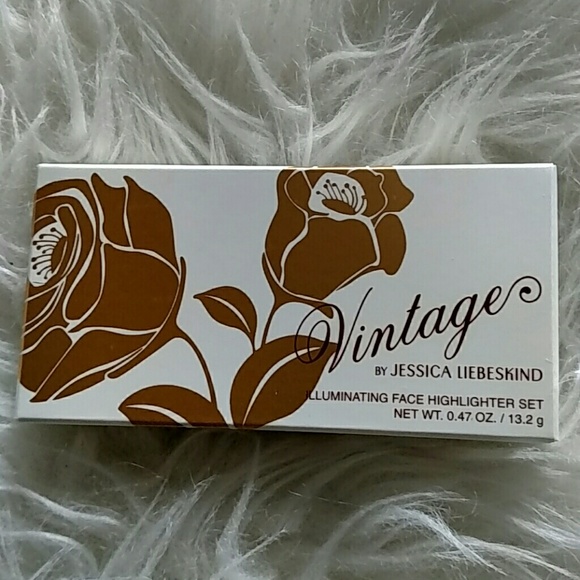 Vintage
BY JESSICA LIEBESKIND
ILLUMINATING FACE HIGHLIGHTER SET
NET WT. 0.47 OZ. / 13.2 g